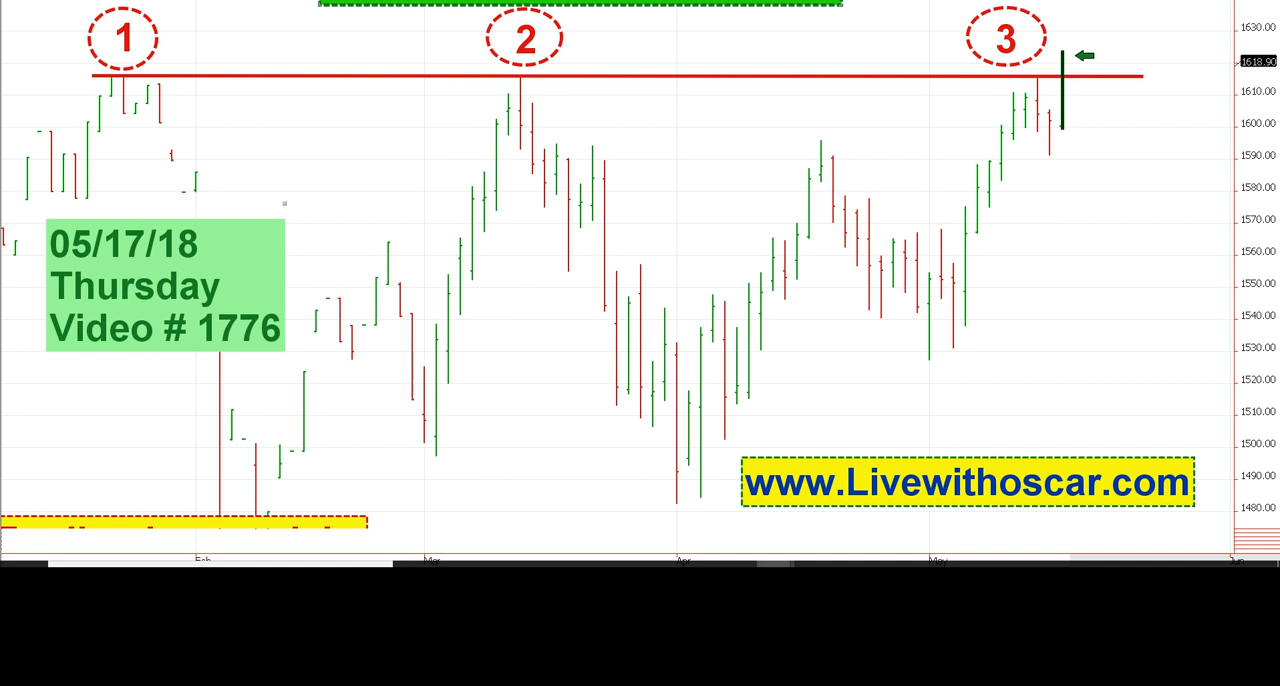 1
2
3
1630.00
1618.90
1610.00
1600.00
1590.00
1580.00
1570.00
1560.00
1550.00
1540.00
1530.00
1520.00
1510.00
1500.00
1490.00
1480.00
05/17/18
Thursday
Video # 1776
www.Livewithoscar.com
Feb
Mar
Apr
May
Jun